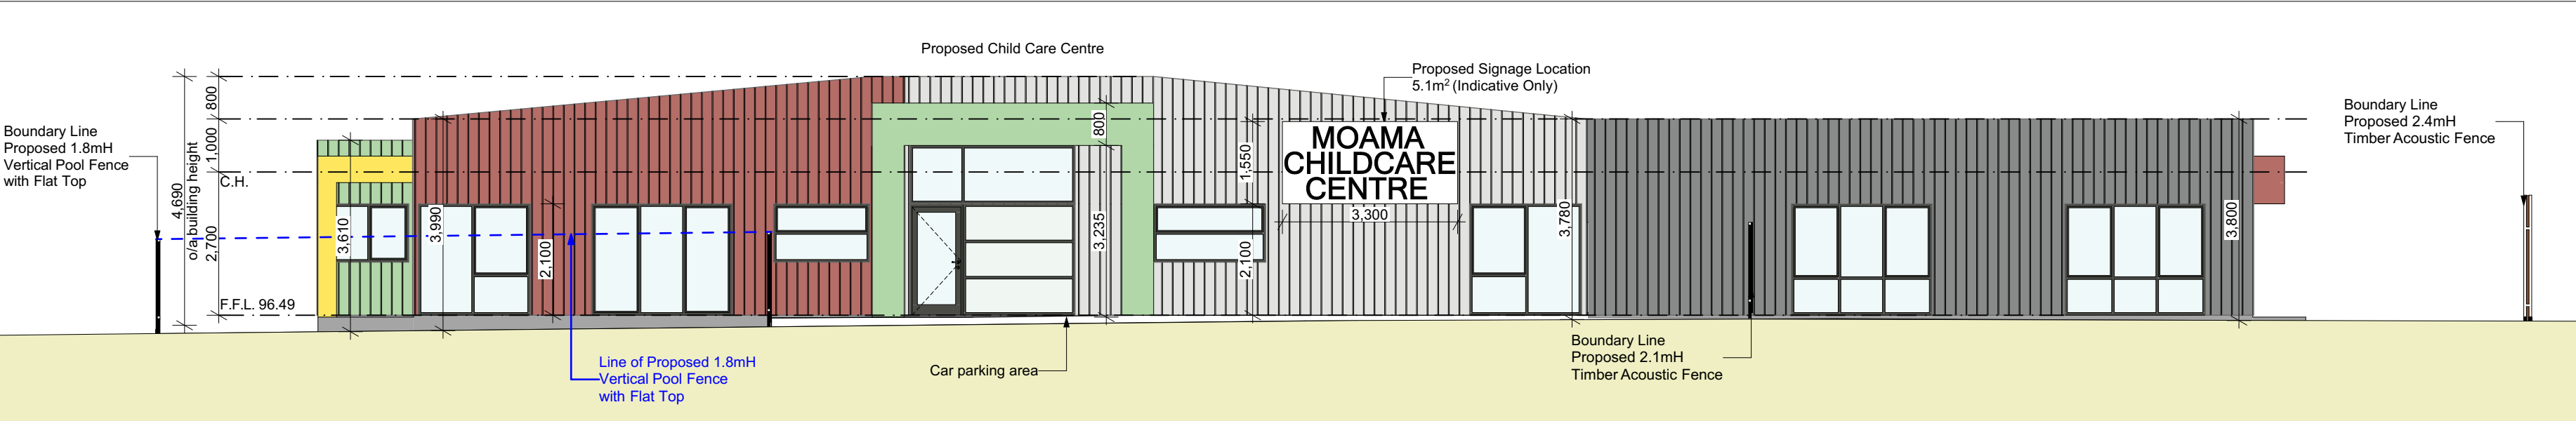 Proposed Child Care Centre
Proposed Signage Location
5.1m² (Indicative Only)
Boundary Line
Proposed 2.4mH
Timber Acoustic Fence
Boundary Line
Proposed 1.8mH
Vertical Pool Fence
with Flat Top
4,690
o/a building height
800
1,000
2,700
C.H.
F.F.L. 96.49
3,610
3,990
2,100
800
3,235
1,550
2,100
MOAMA
CHILDCARE
CENTRE
3,300
3,780
3,800
Line of Proposed 1.8mH
Vertical Pool Fence
with Flat Top
Car parking area
Boundary Line
Proposed 2.1mH
Timber Acoustic Fence